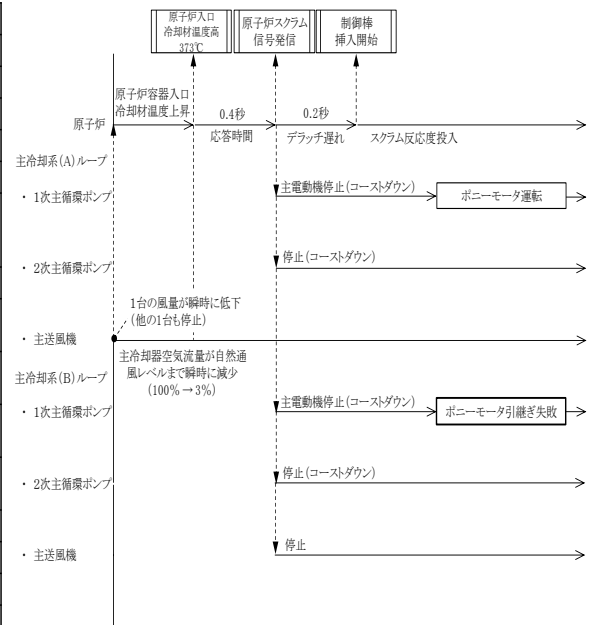 原子炉入口
冷却材温度高
373℃
原子炉スクラム
信号発信
制御棒
挿入開始
原子炉容器入口
冷却材温度上昇
0.4秒
0.2秒
原子炉
応答時間
デラッチ遅れ
スクラム反応度投入
主冷却系(A)ループ
・ 1次主循環ポンプ
主電動機停止(コーストダウン)
ポニーモータ運転
・ 2次主循環ポンプ
停止(コーストダウン)
1台の風量が瞬時に低下
(他の1台も停止)
・ 主送風機
主冷却器空気流量が自然通
風レベルまで瞬時に減少
(100%→3%)
主冷却系(B)ループ
・ 1次主循環ポンプ
主電動機停止(コーストダウン)
ポニーモータ引継ぎ失敗
・ 2次主循環ポンプ
停止(コーストダウン)
・ 主送風機
停止